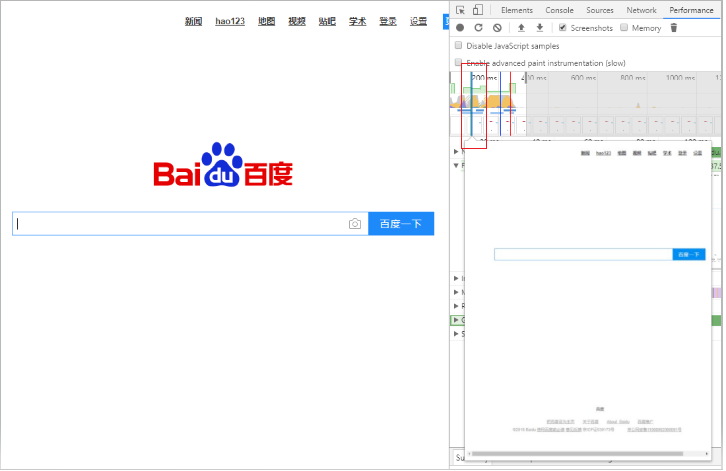 新闻 hao123 地图 视频 贴吧 学术 登录 设置
Bai du 百度
百度一下
Elements Console Sources Network Performance
Screenshots Memory
Disable JavaScript samples
Enable advanced paint instrumentation (slow)
200 ms 600 ms 800 ms 1000 ms
新闻 hao123 地图 视频 贴吧 学术 登录 设置
百度一下